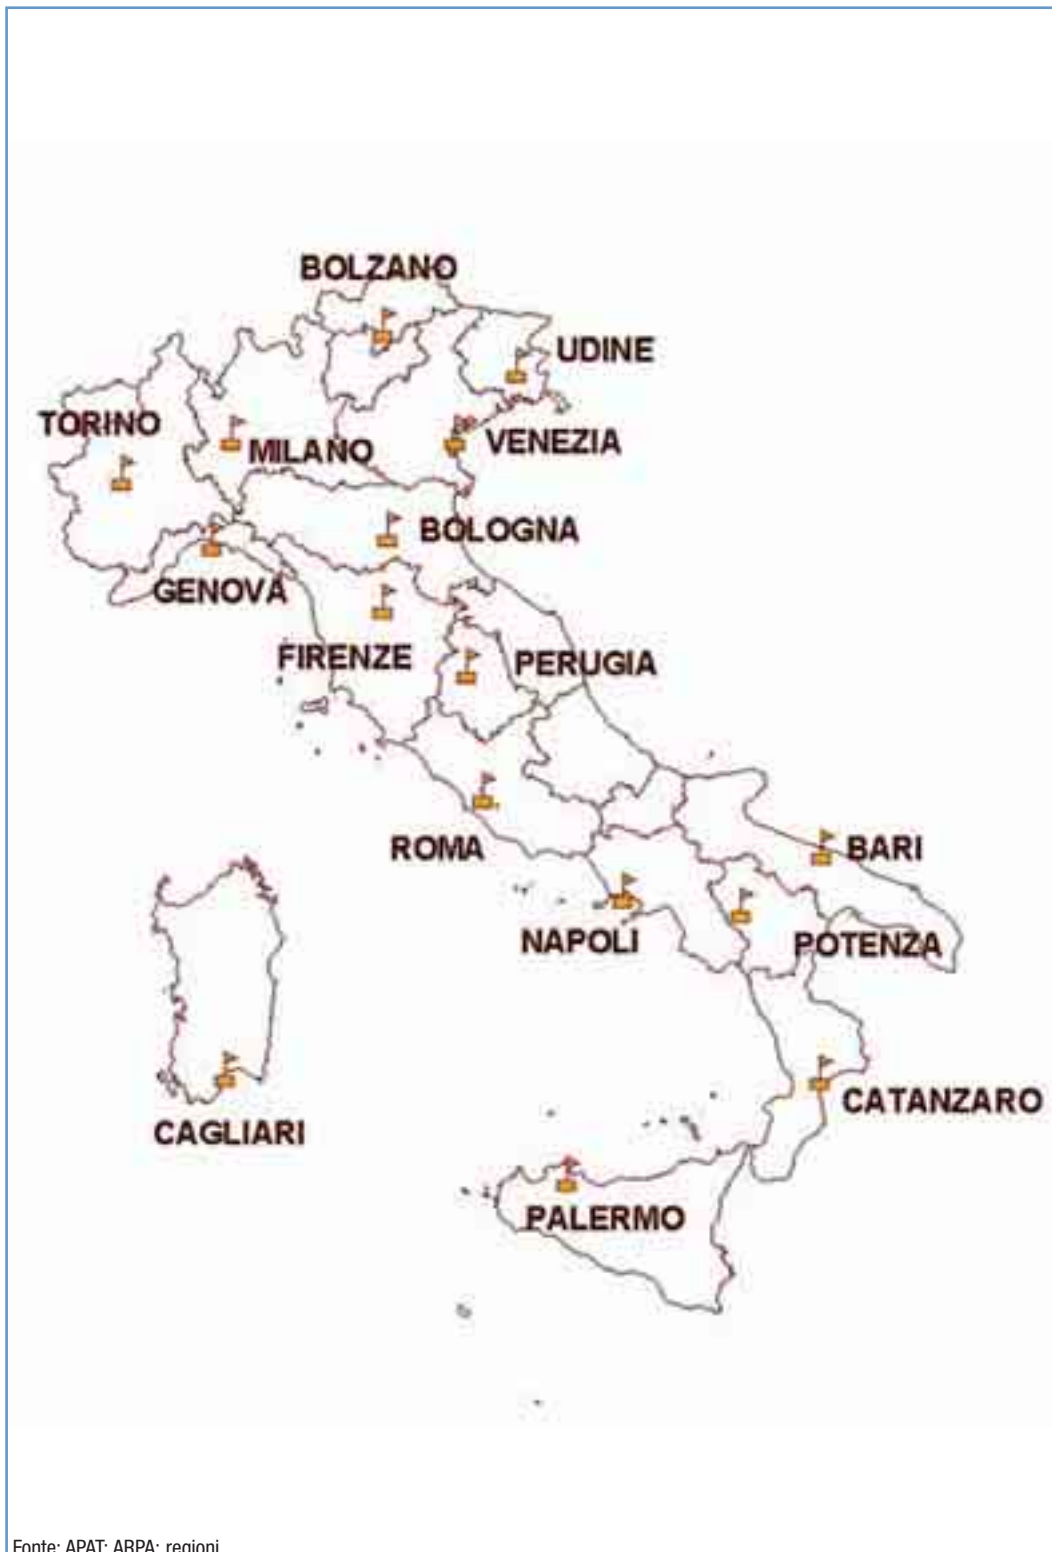 BOLZANO
UDINE
TORINO
MILANO
VENEZIA
BOLOGNA
GENOVA
FIRENZE
PERUGIA
ROMA
BARI
NAPOLI
POTENZA
CATANZARO
CAGLIARI
PALERMO
Fonte: APAT; ARPA; regioni